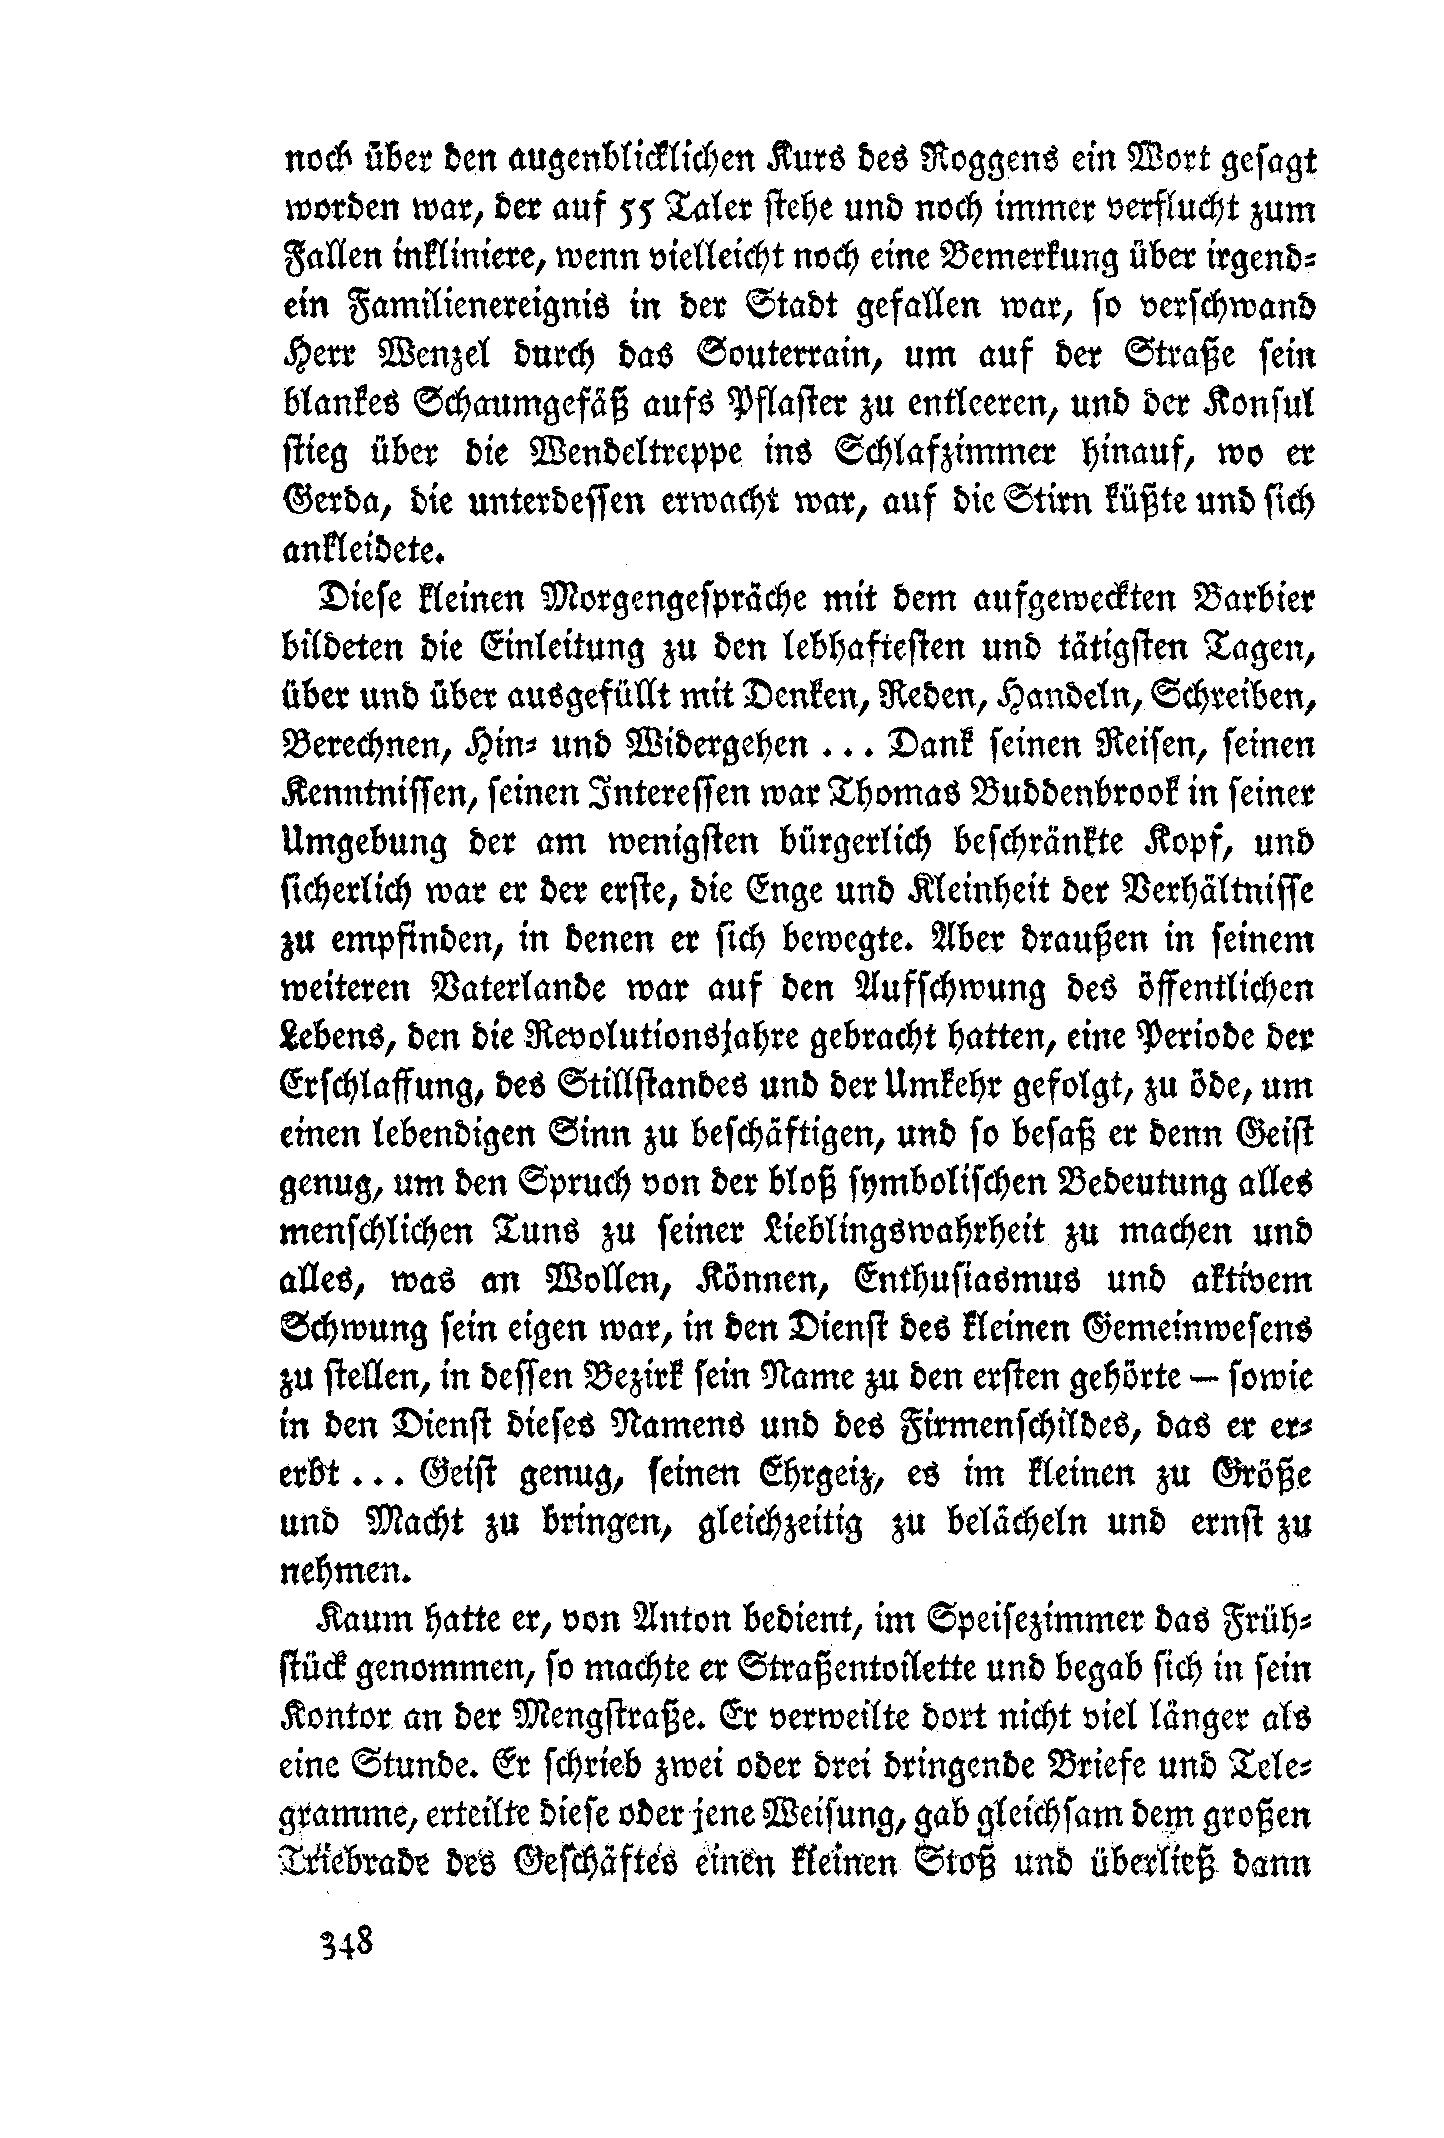 noch über den augenblicklichen Kurs des Roggens ein Wort gesagt
worden war, der auf 55 Taler stehe und noch immer verflucht zum
Fallen inkliniere, wenn vielleicht noch eine Bemerkung über irgend-
ein Familienereignis in der Stadt gefallen war, so verschwand
Herr Wenzel durch das Souterrain, um auf der Straße sein
blankes Schaumgefäß aufs Pflaster zu entleeren, und der Konsul
stieg über die Wendeltreppe ins Schlafzimmer hinauf, wo er
Gerda, die unterdessen erwacht war, auf die Stirn küßte und sich
ankleidete.
Diese kleinen Morgengespräche mit dem aufgeweckten Barbier
bildeten die Einleitung zu den lebhaftesten und tätigsten Tagen,
über und über ausgefüllt mit Denken, Reden, Handeln, Schreiben,
Berechnen, Hin- und Widergehen ... Dank seinen Reisen, seinen
Kenntnissen, seinen Interessen war Thomas Buddenbrook in seiner
Umgebung der am wenigsten bürgerlich beschränkte Kopf, und
sicherlich war er der erste, die Enge und Kleinheit der Verhältnisse
zu empfinden, in denen er sich bewegte. Aber draußen in seinem
weiteren Vaterlande war auf den Aufschwung des öffentlichen
Lebens, den die Revolutionsjahre gebracht hatten, eine Periode der
Erschlaffung, des Stillstandes und der Umkehr gefolgt, zu öde, um
einen lebendigen Sinn zu beschäftigen, und so besaß er denn Geist
genug, um den Spruch von der bloß symbolischen Bedeutung alles
menschlichen Tuns zu seiner Lieblingswahrheit zu machen und
alles, was an Wollen, Können, Enthusiasmus und aktivem
Schwung sein eigen war, in den Dienst des kleinen Gemeinwesens
zu stellen, in dessen Bezirk sein Name zu den ersten gehörte — sowie
in den Dienst dieses Namens und des Firmenschildes, das er er-
erbt ... Geist genug, seinen Ehrgeiz, es im kleinen zu Größe
und Macht zu bringen, gleichzeitig zu belächeln und ernst zu
nehmen.
Kaum hatte er, von Anton bedient, im Speisezimmer das Früh-
stück genommen, so machte er Straßentoilette und begab sich in sein
Kontor an der Mengstraße. Er verweilte dort nicht viel länger als
eine Stunde. Er schrieb zwei oder drei dringende Briefe und Tele-
gramme, erteilte diese oder jene Weisung, gab gleichsam dem großen
Triebrade des Geschäftes einen kleinen Stoß und überließ dann
348